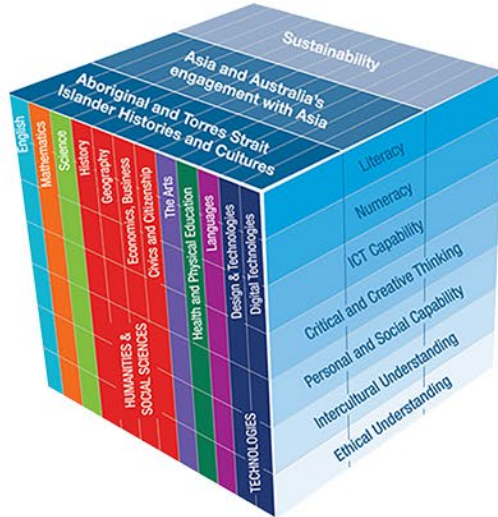 Sustainability
Asia and Australia's
engagement with Asia
Aboriginal and Torres Strait
Islander Histories and Cultures
English
Mathematics
Science
History
Geography
Economics, Business
Civics and Citizenship
HUMANITIES &
SOCIAL SCIENCES
The Arts
Health and Physical Education
Languages
Design & Technologies
Digital Technologies
TECHNOLOGIES
Literacy
Numeracy
ICT Capability
Critical and Creative Thinking
Personal and Social Capability
Intercultural Understanding
Ethical Understanding